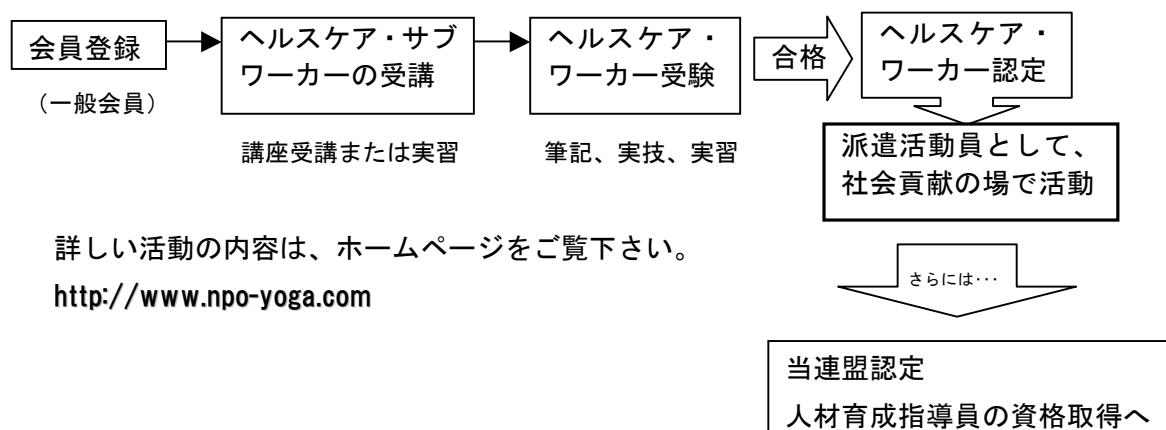 会員登録
(一般会員)
ヘルスケア・サブ
ワーカーの受講
講座受講または実習
ヘルスケア・
ワーカー受験
筆記、実技、実習
合格
ヘルスケア・
ワーカー認定
派遣活動員として、
社会貢献の場で活動
詳しい活動の内容は、ホームページをご覧下さい。
http://www.npo-yoga.com
さらには･･･
当連盟認定
人材育成指導員の資格取得へ